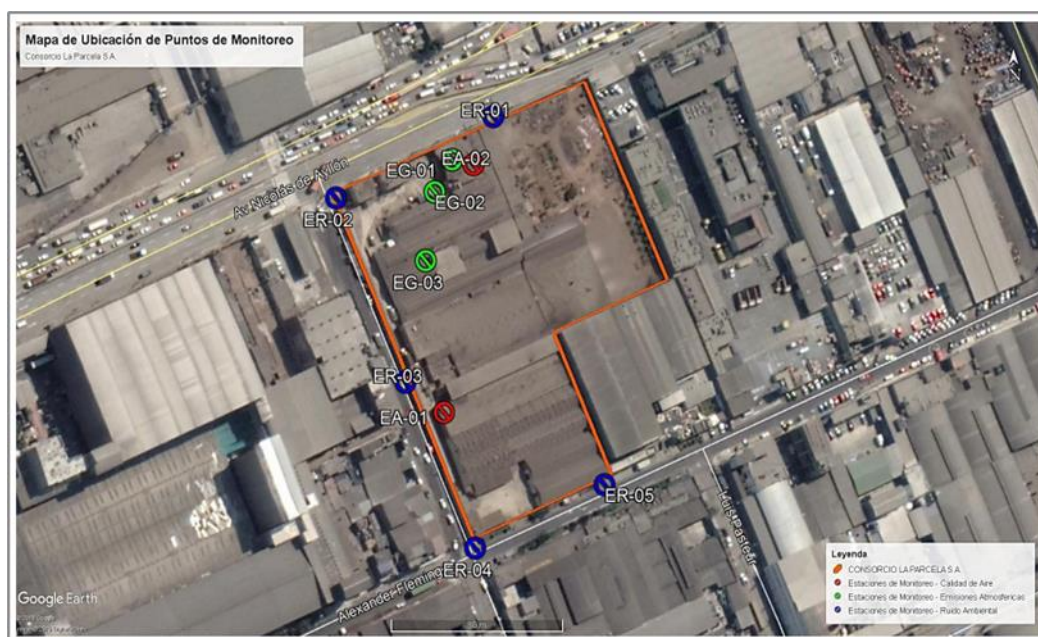 Mapa de Ubicación de Puntos de Monitoreo
Consorcio La Parcela S.A.
N
ER-01
EA-02
EG-01
EG-02
Av Nicolás de Ayllón
ER-02
EG-03
ER-03
EA-01
ER-05
Luis Pasteur
ER-04
Alexander Fleming
Leyenda
CONSORCIO LA PARCELA S.A.
Estaciones de Monitoreo - Calidad de Aire
Estaciones de Monitoreo - Emisiones Atmosféricas
Estaciones de Monitoreo - Ruido Ambiental
Google Earth